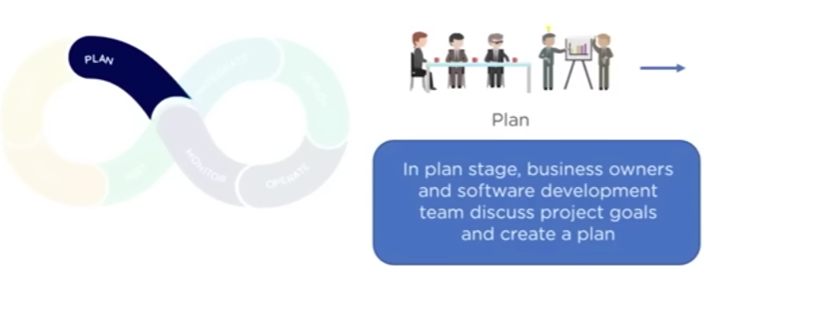 PLAN
MONITOR
OPERATE
Plan
In plan stage, business owners
and software development
team discuss project goals
and create a plan